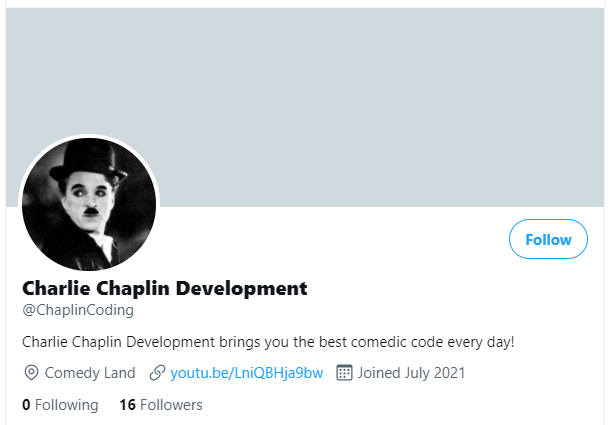 Follow
Charlie Chaplin Development
@ChaplinCoding
Charlie Chaplin Development brings you the best comedic code every day!
Comedy Land youtu.be/LniQBHja9bw Joined July 2021
0 Following 16 Followers